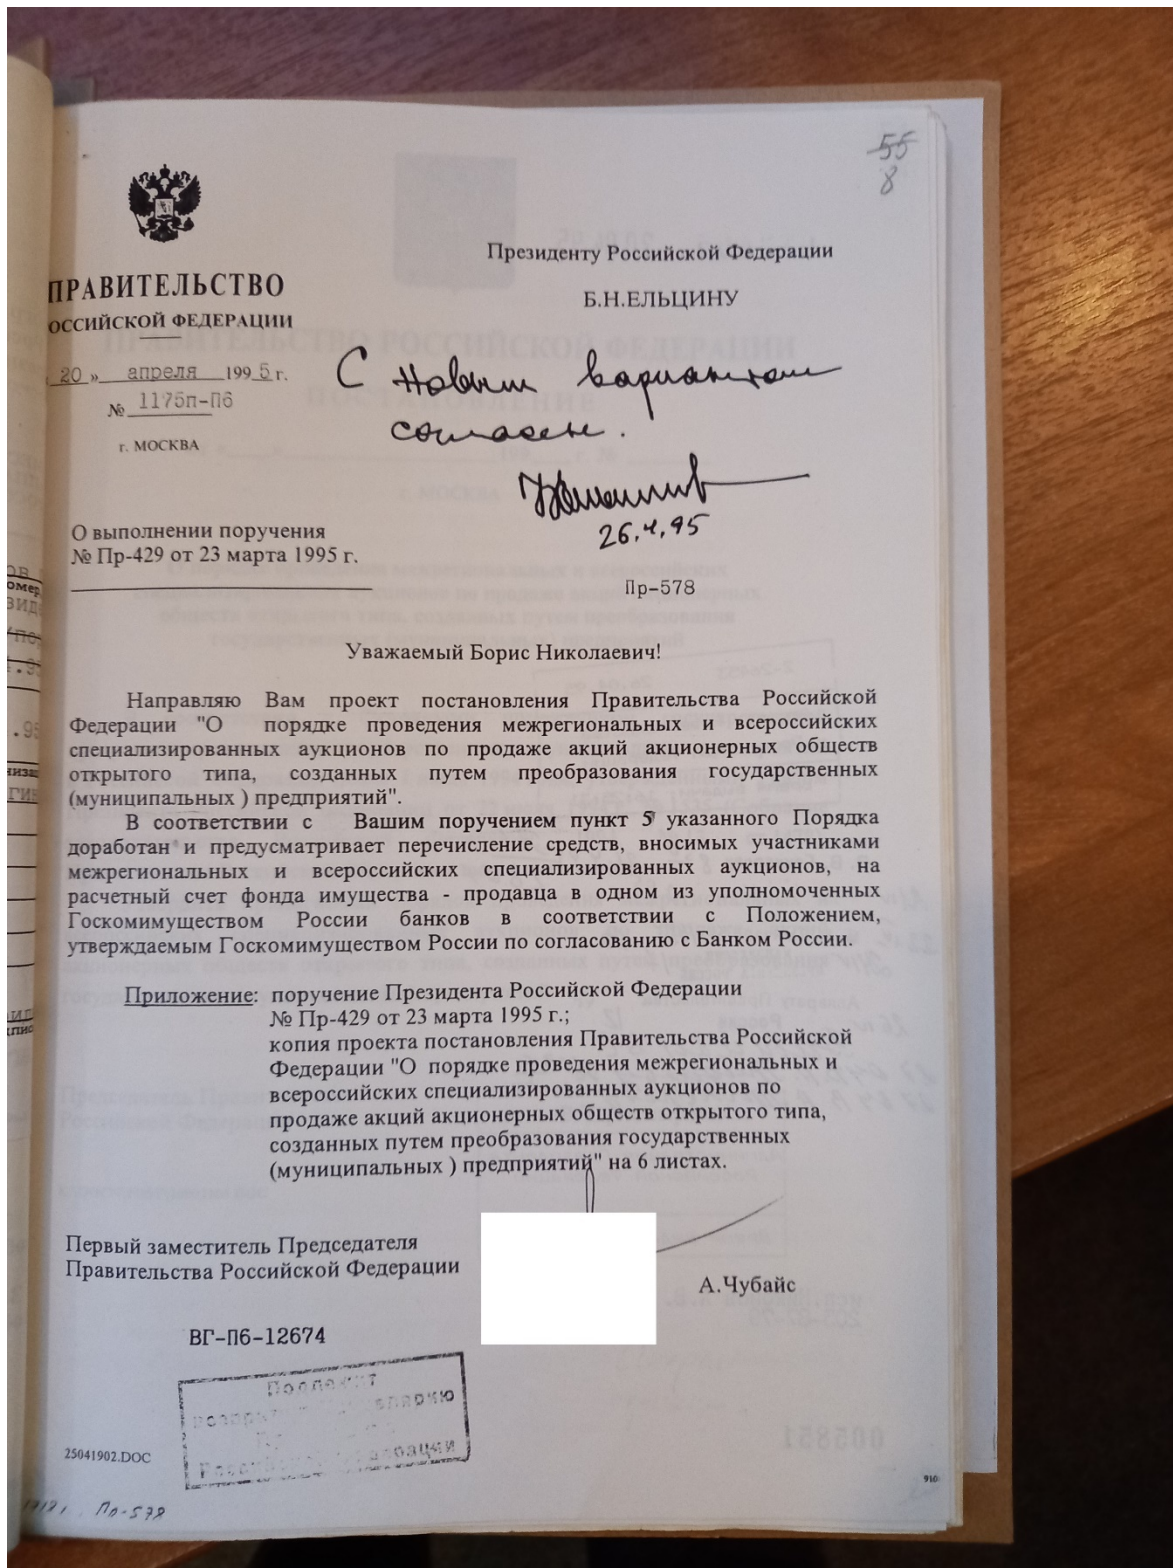 55
8
Президенту Российской Федерации
Б.Н.ЕЛЬЦИНУ
ПРАВИТЕЛЬСТВО
ОССИЙСКОЙ ФЕДЕРАЦИИ
20 » апреля 1995 г.
№ 1175п-П6
г. МОСКВА
С новым вариантом
согласен.
26.4.95
О выполнении поручения
№ Пр-429 от 23 марта 1995 г.
Пр-578
Уважаемый Борис Николаевич!
Направляю Вам проект постановления Правительства Российской
Федерации "О порядке проведения межрегиональных и всероссийских
специализированных аукционов по продаже акций акционерных обществ
открытого типа, созданных путем преобразования государственных
(муниципальных ) предприятий".
В соответствии с Вашим поручением пункт 5 указанного Порядка
доработан и предусматривает перечисление средств, вносимых участниками
межрегиональных и всероссийских специализированных аукционов, на
расчетный счет фонда имущества - продавца в одном из уполномоченных
Госкомимуществом России банков в соответствии с Положением,
утверждаемым Госкомимуществом России по согласованию с Банком России.
Приложение: поручение Президента Российской Федерации
№ Пр-429 от 23 марта 1995 г.;
копия проекта постановления Правительства Российской
Федерации "О порядке проведения межрегиональных и
всероссийских специализированных аукционов по
продаже акций акционерных обществ открытого типа,
созданных путем преобразования государственных
(муниципальных ) предприятий" на 6 листах.
Первый заместитель Председателя
Правительства Российской Федерации
А.Чубайс
ВГ-П6-12674
Подлежит
25041902.DOC
910
Пр-578